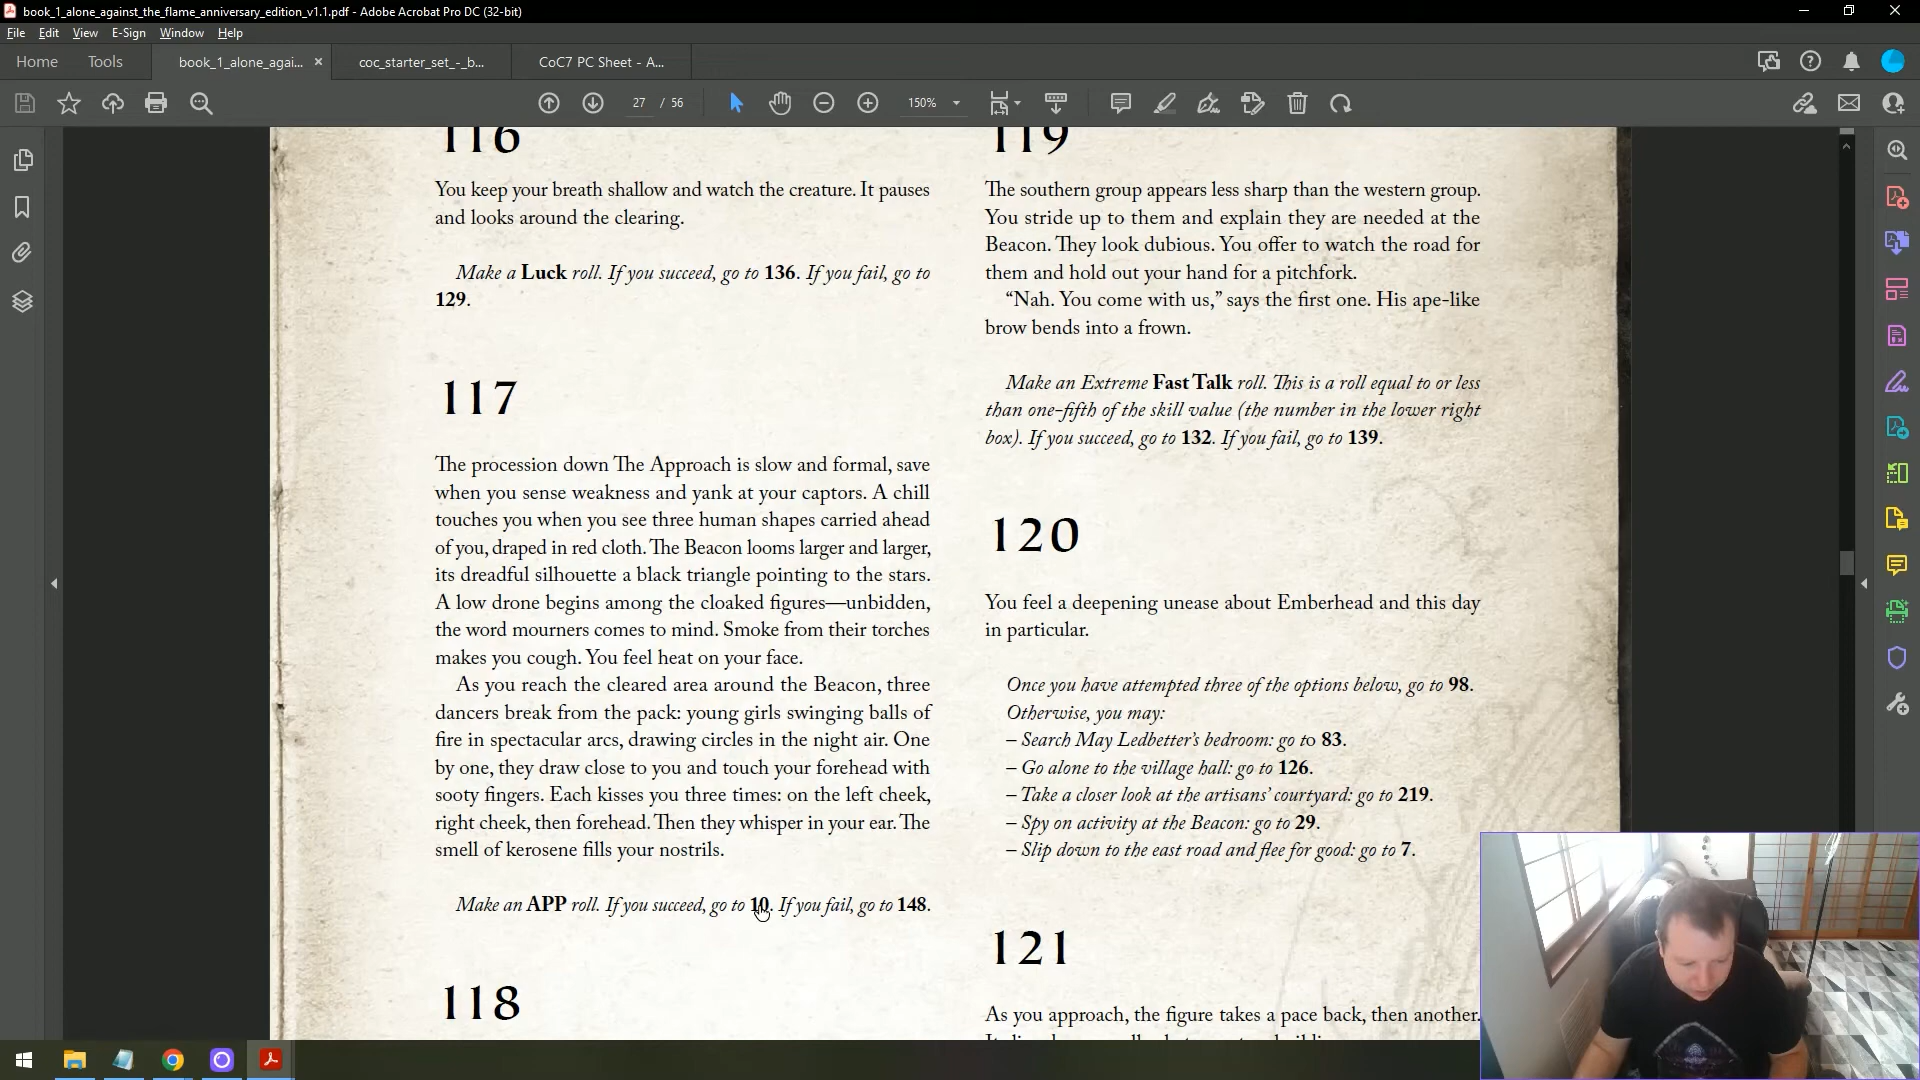 book_1_alone_against_the_flame_anniversary_edition_v1.1.pdf - Adobe Acrobat Pro DC (32-bit)
File Edit View E-Sign Window Help
Home Tools book_1_alone_agai... coc_starter_set_-_b... CoC7 PC Sheet - A...
27 / 56 150%
116
You keep your breath shallow and watch the creature. It pauses
and looks around the clearing.
Make a Luck roll. If you succeed, go to 136. If you fail, go to
129.
117
The procession down The Approach is slow and formal, save
when you sense weakness and yank at your captors. A chill
touches you when you see three human shapes carried ahead
of you, draped in red cloth. The Beacon looms larger and larger,
its dreadful silhouette a black triangle pointing to the stars.
A low drone begins among the cloaked figures—unbidden,
the word mourners comes to mind. Smoke from their torches
makes you cough. You feel heat on your face.
As you reach the cleared area around the Beacon, three
dancers break from the pack: young girls swinging balls of
fire in spectacular arcs, drawing circles in the night air. One
by one, they draw close to you and touch your forehead with
sooty fingers. Each kisses you three times: on the left cheek,
right cheek, then forehead. Then they whisper in your ear. The
smell of kerosene fills your nostrils.
Make an APP roll. If you succeed, go to 10. If you fail, go to 148.
118
119
The southern group appears less sharp than the western group.
You stride up to them and explain they are needed at the
Beacon. They look dubious. You offer to watch the road for
them and hold out your hand for a pitchfork.
“Nah. You come with us,” says the first one. His ape-like
brow bends into a frown.
Make an Extreme Fast Talk roll. This is a roll equal to or less
than one-fifth of the skill value (the number in the lower right
box). If you succeed, go to 132. If you fail, go to 139.
120
You feel a deepening unease about Emberhead and this day
in particular.
Once you have attempted three of the options below, go to 98.
Otherwise, you may:
– Search May Ledbetter’s bedroom: go to 83.
– Go alone to the village hall: go to 126.
– Take a closer look at the artisans’ courtyard: go to 219.
– Spy on activity at the Beacon: go to 29.
– Slip down to the east road and flee for good: go to 7.
121
As you approach, the figure takes a pace back, then another.